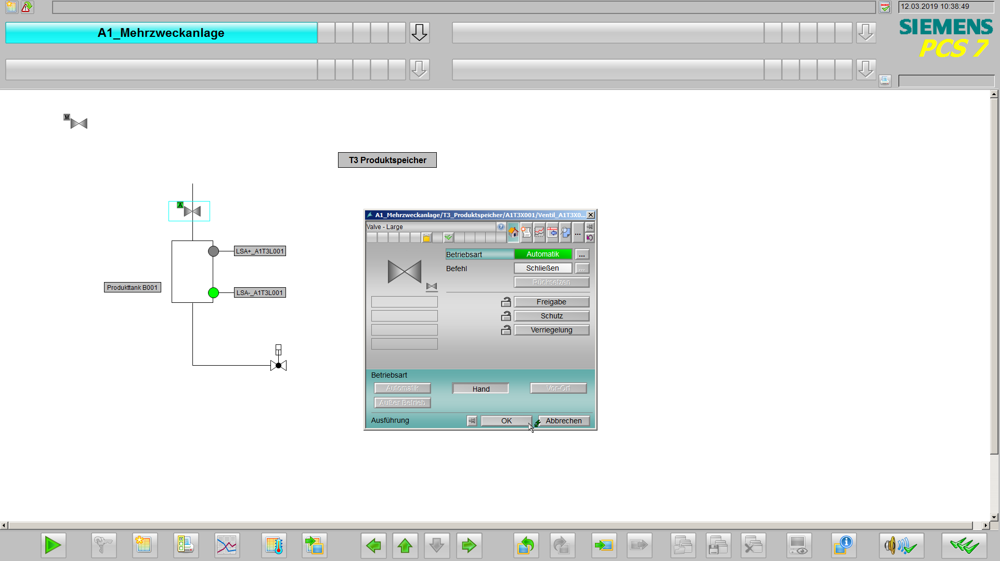 12.03.2019 10:38:49
A1_Mehrzweckanlage
SIEMENS
PCS 7
M
T3 Produktspeicher
A
LSA+_A1T3L001
Produkttank B001
LSA-_A1T3L001
A1_Mehrzweckanlage/T3_Produktspeicher/A1T3X001/Ventil_A1T3X0...
Valve - Large
...
Betriebsart Automatik ...
Befehl Schließen ...
Rücksetzen
Freigabe
Schutz
Verriegelung
Betriebsart
Automatik Hand Vor-Ort
Außer Betrieb
Ausführung OK Abbrechen